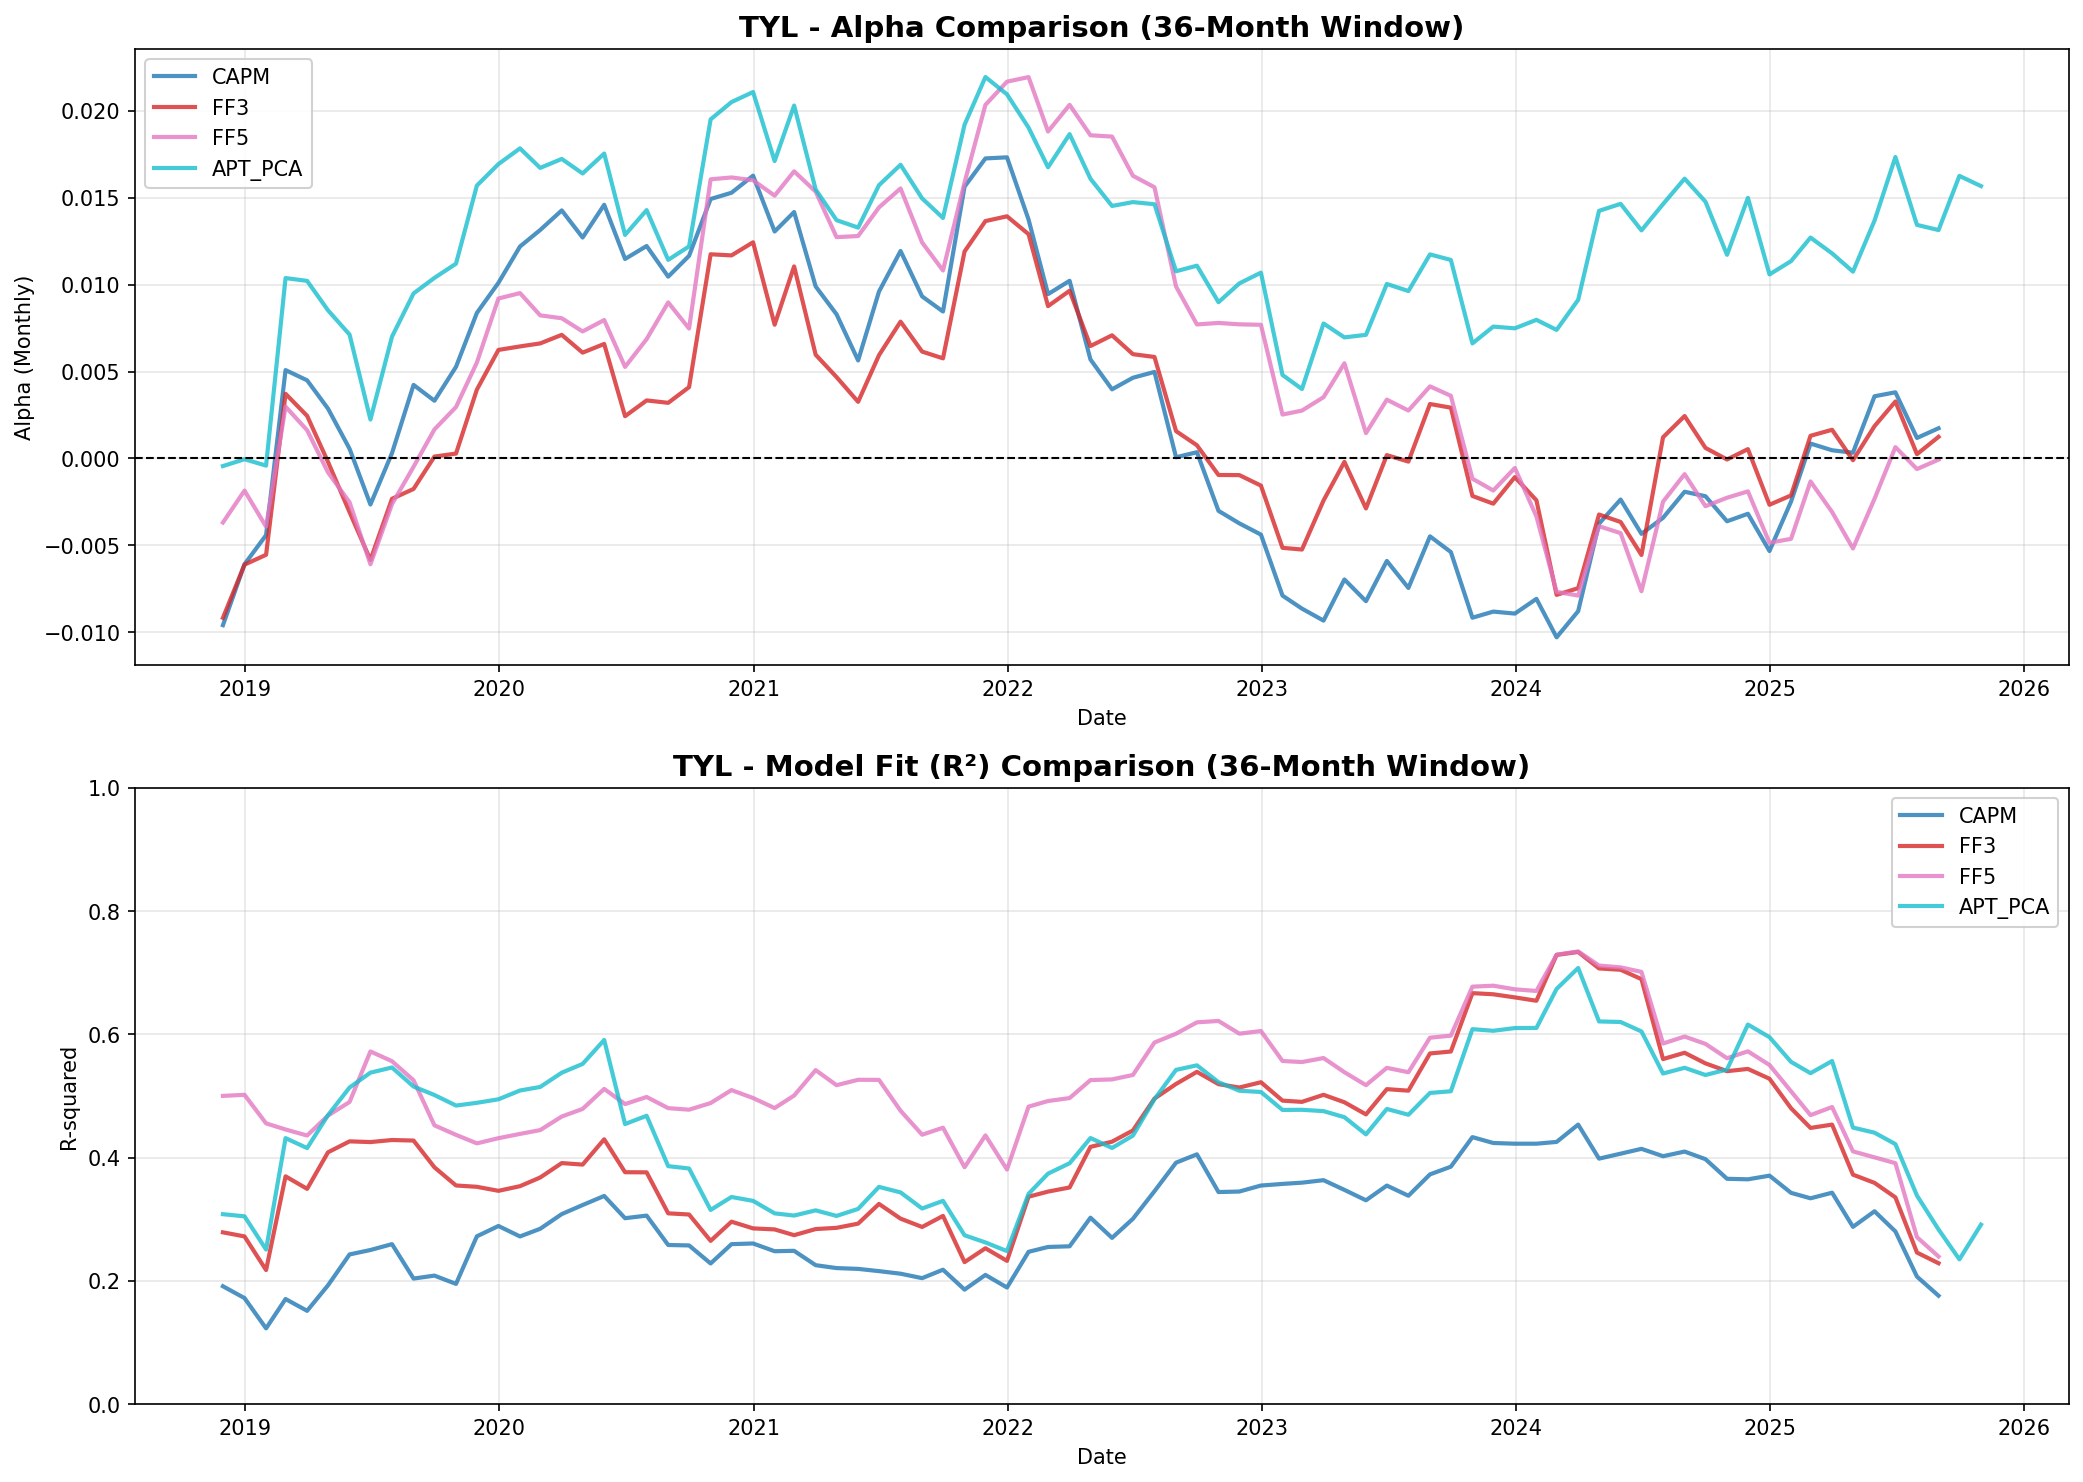 TYL - Alpha Comparison (36-Month Window)
CAPM
FF3
FF5
APT_PCA
Alpha (Monthly)
0.020
0.015
0.010
0.005
0.000
−0.005
−0.010
2019 2020 2021 2022 2023 2024 2025 2026
Date
TYL - Model Fit (R²) Comparison (36-Month Window)
CAPM
FF3
FF5
APT_PCA
R-squared
1.0
0.8
0.6
0.4
0.2
0.0
2019 2020 2021 2022 2023 2024 2025 2026
Date